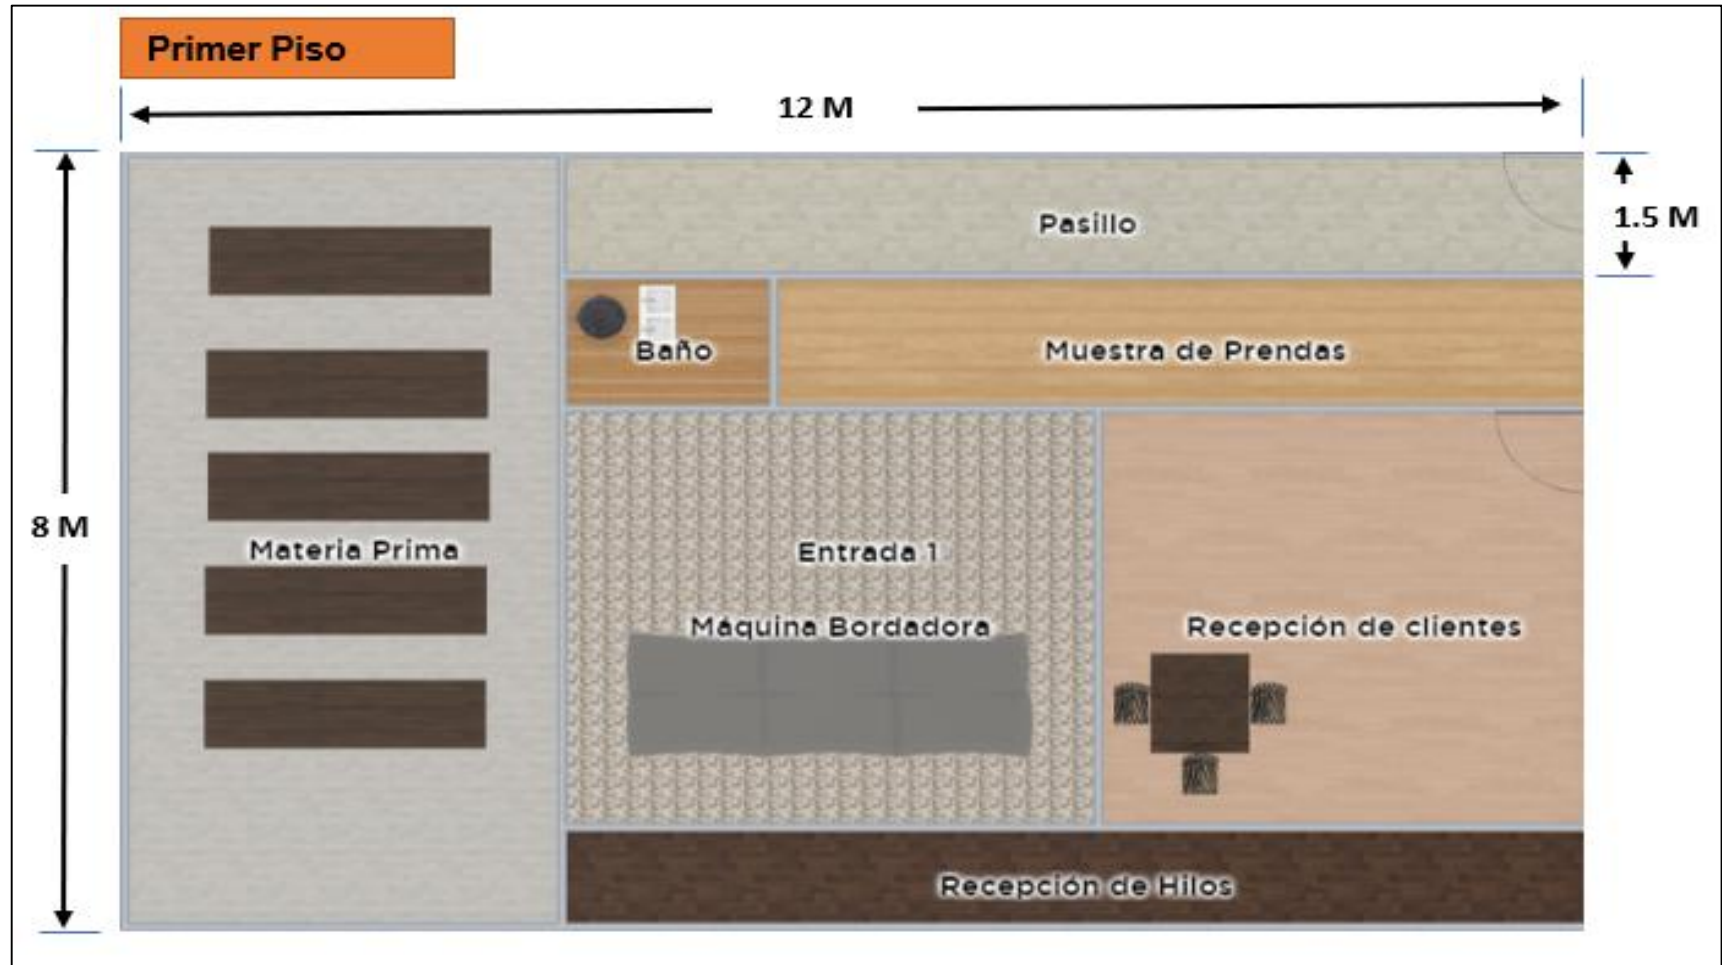 Primer Piso
12 M
1.5 M
Pasillo
Baño
Muestra de Prendas
8 M
Materia Prima
Entrada 1
Máquina Bordadora
Recepción de clientes
Recepción de Hilos